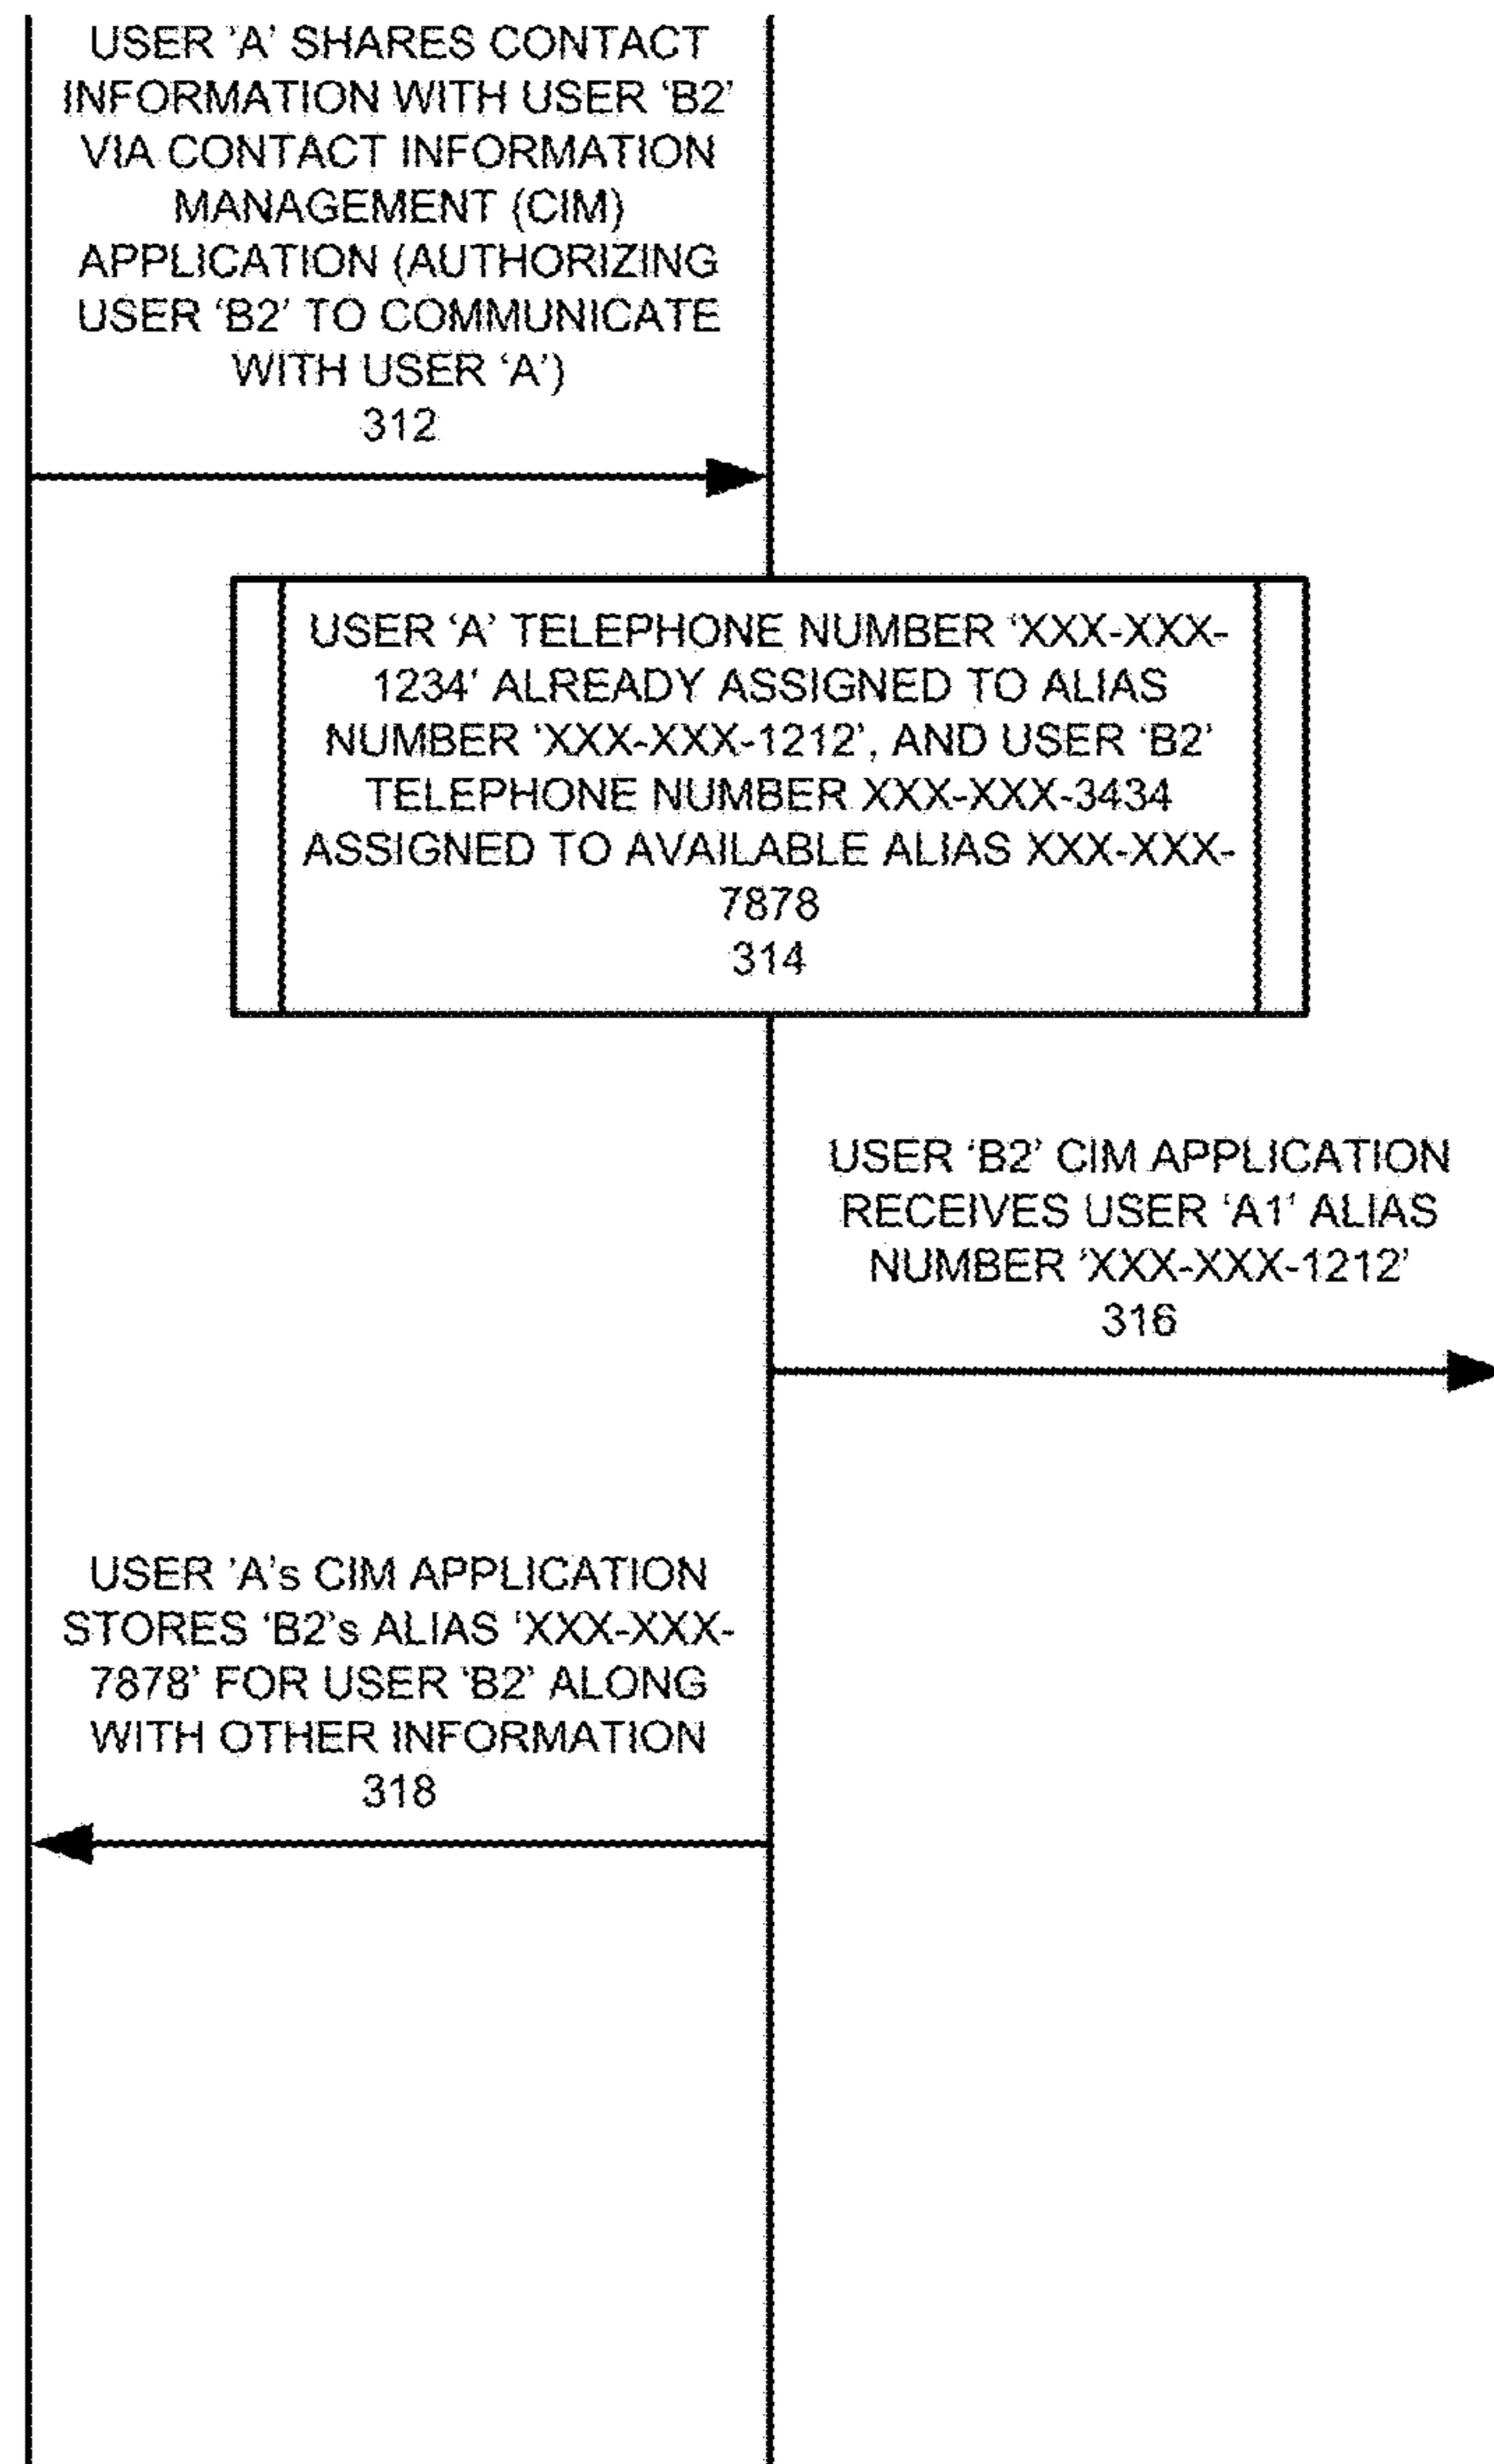 USER 'A' SHARES CONTACT
INFORMATION WITH USER 'B2'
VIA CONTACT INFORMATION
MANAGEMENT (CIM)
APPLICATION (AUTHORIZING
USER 'B2' TO COMMUNICATE
WITH USER 'A')
312
USER 'A' TELEPHONE NUMBER 'XXX-XXX-
1234' ALREADY ASSIGNED TO ALIAS
NUMBER 'XXX-XXX-1212', AND USER 'B2'
TELEPHONE NUMBER XXX-XXX-3434
ASSIGNED TO AVAILABLE ALIAS XXX-XXX-
7878
314
USER 'B2' CIM APPLICATION
RECEIVES USER 'A1' ALIAS
NUMBER 'XXX-XXX-1212'
316
USER 'A's CIM APPLICATION
STORES 'B2's ALIAS 'XXX-XXX-
7878' FOR USER 'B2' ALONG
WITH OTHER INFORMATION
318